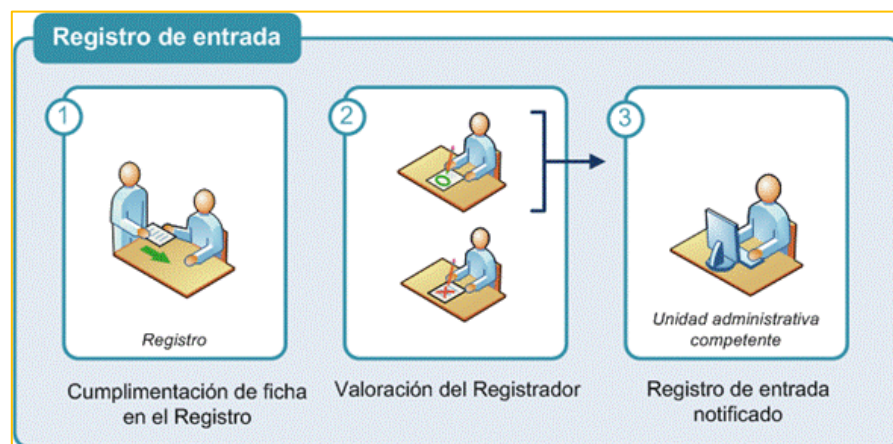 Registro de entrada
1
2
3
Registro
Unidad administrativa
competente
Cumplimentación de ficha
en el Registro
Valoración del Registrador
Registro de entrada
notificado